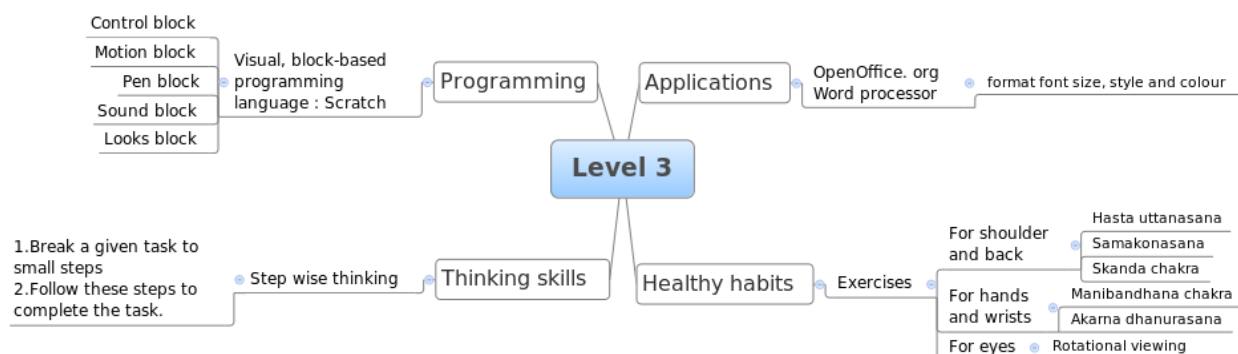 Control block
Motion block
Pen block
Sound block
Looks block
Visual, block-based
programming
language : Scratch
Programming
Applications
OpenOffice. org
Word processor
format font size, style and colour
Level 3
1.Break a given task to
small steps
2.Follow these steps to
complete the task.
Step wise thinking
Thinking skills
Healthy habits
Exercises
For shoulder
and back
Hasta uttanasana
Samakonasana
Skanda chakra
For hands
and wrists
Manibandhana chakra
Akarna dhanurasana
For eyes
Rotational viewing